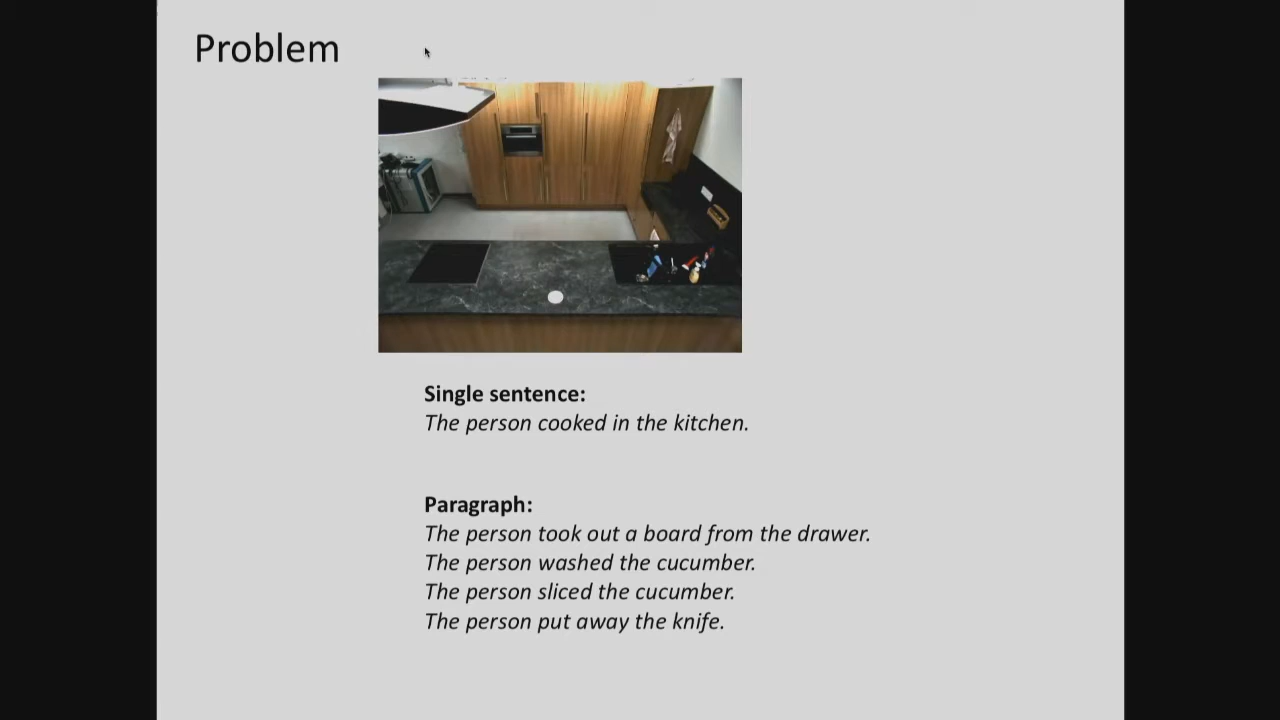 Problem
Single sentence:
The person cooked in the kitchen.
Paragraph:
The person took out a board from the drawer.
The person washed the cucumber.
The person sliced the cucumber.
The person put away the knife.